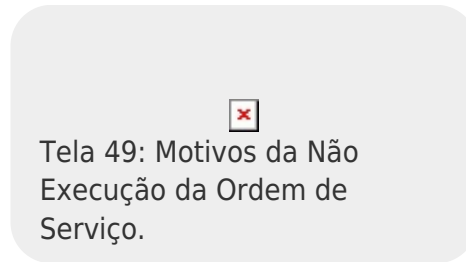 Tela 49: Motivos da Não
Execução da Ordem de
Serviço.